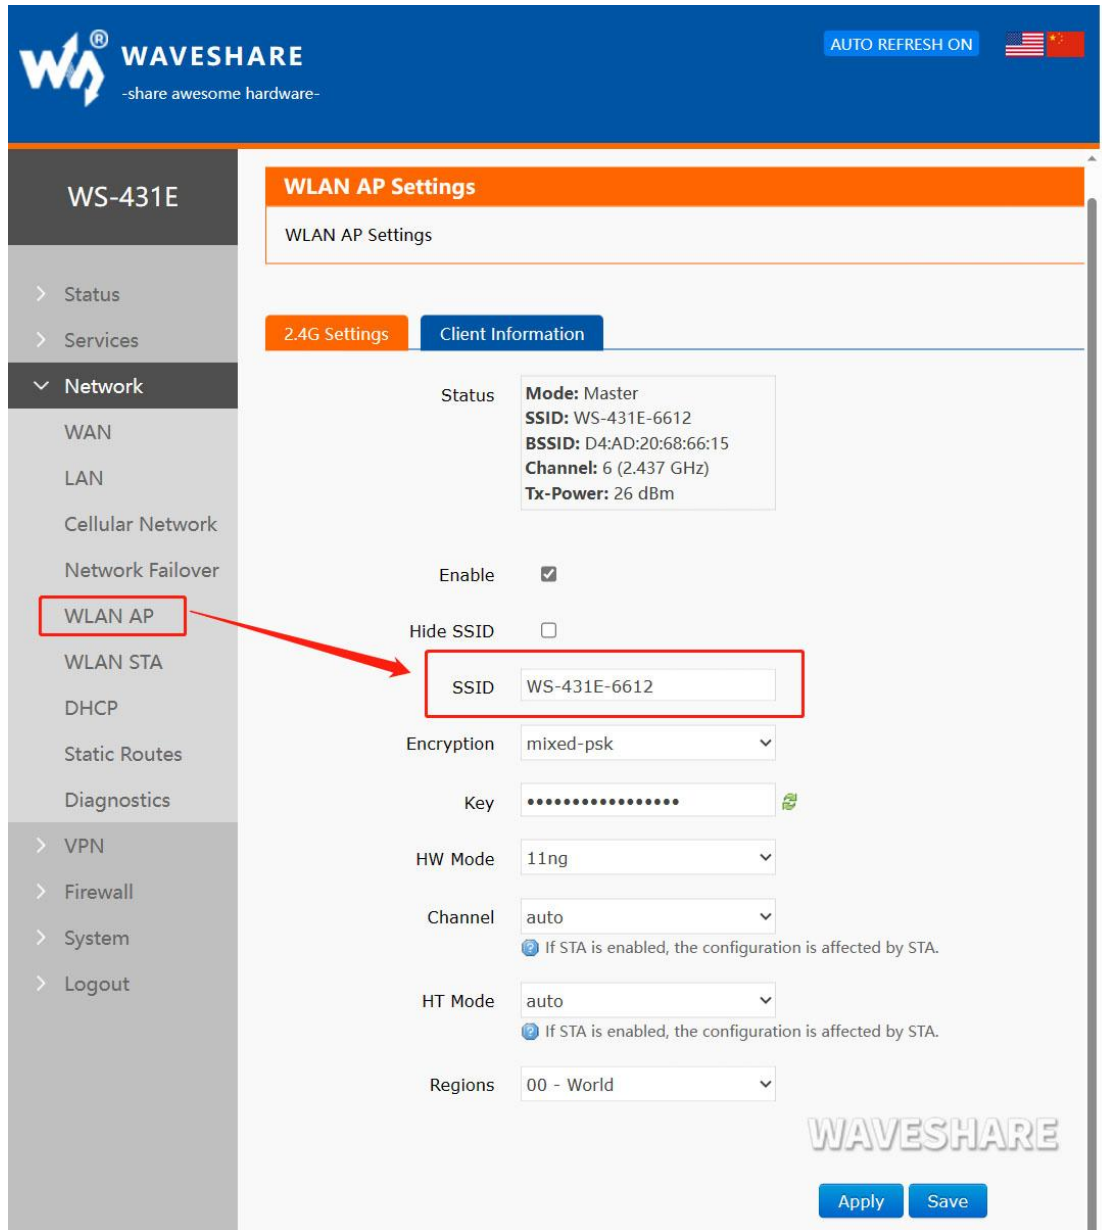 ®
WAVESHARE
-share awesome hardware-
AUTO REFRESH ON
WS-431E
Status
Services
Network
WAN
LAN
Cellular Network
Network Failover
WLAN AP
WLAN STA
DHCP
Static Routes
Diagnostics
VPN
Firewall
System
Logout
WLAN AP Settings
WLAN AP Settings
2.4G Settings
Client Information
Status
Mode: Master
SSID: WS-431E-6612
BSSID: D4:AD:20:68:66:15
Channel: 6 (2.437 GHz)
Tx-Power: 26 dBm
Enable
Hide SSID
SSID WS-431E-6612
Encryption mixed-psk
Key •••••••••••••••••
HW Mode 11ng
Channel auto
If STA is enabled, the configuration is affected by STA.
HT Mode auto
If STA is enabled, the configuration is affected by STA.
Regions 00 - World
WAVESHARE
Apply Save